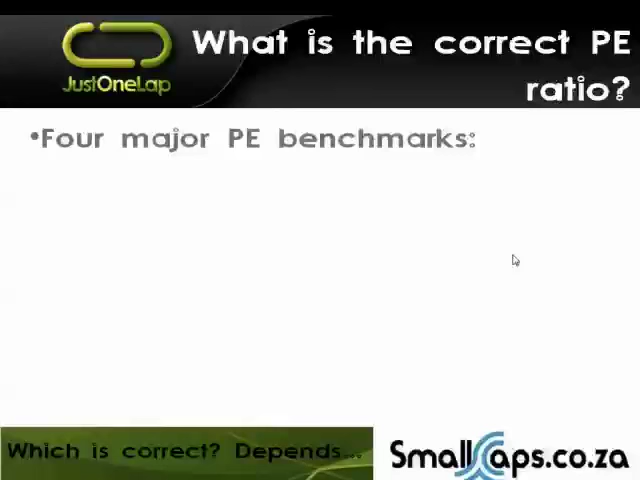 What is the correct PE
ratio?
JustOneLap
•Four major PE benchmarks:
Which is correct? Depends...
SmallCaps.co.za